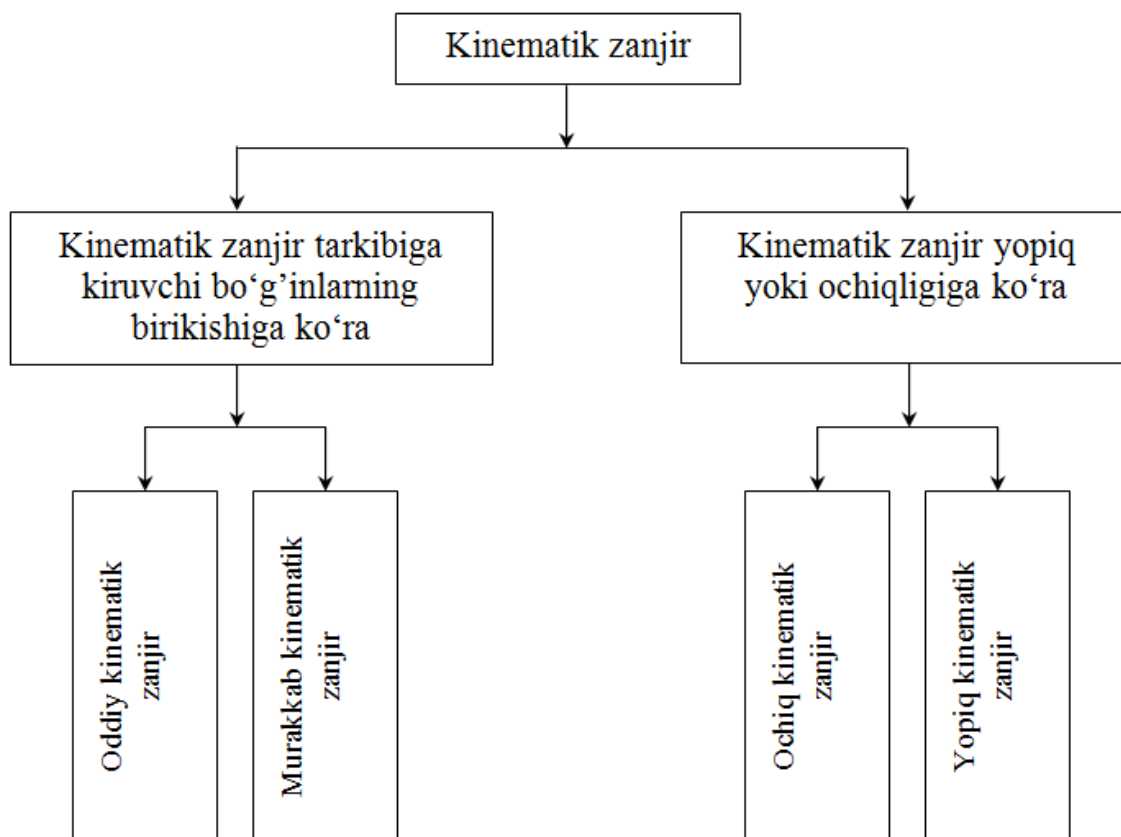 Kinematik zanjir
Kinematik zanjir tarkibiga
kiruvchi bo‘g’inlarning
birikishiga ko‘ra
Kinematik zanjir yopiq
yoki ochiqligiga ko‘ra
Oddiy kinematik
zanjir
Murakkab kinematik
zanjir
Ochiq kinematik
zanjir
Yopiq kinematik
zanjir